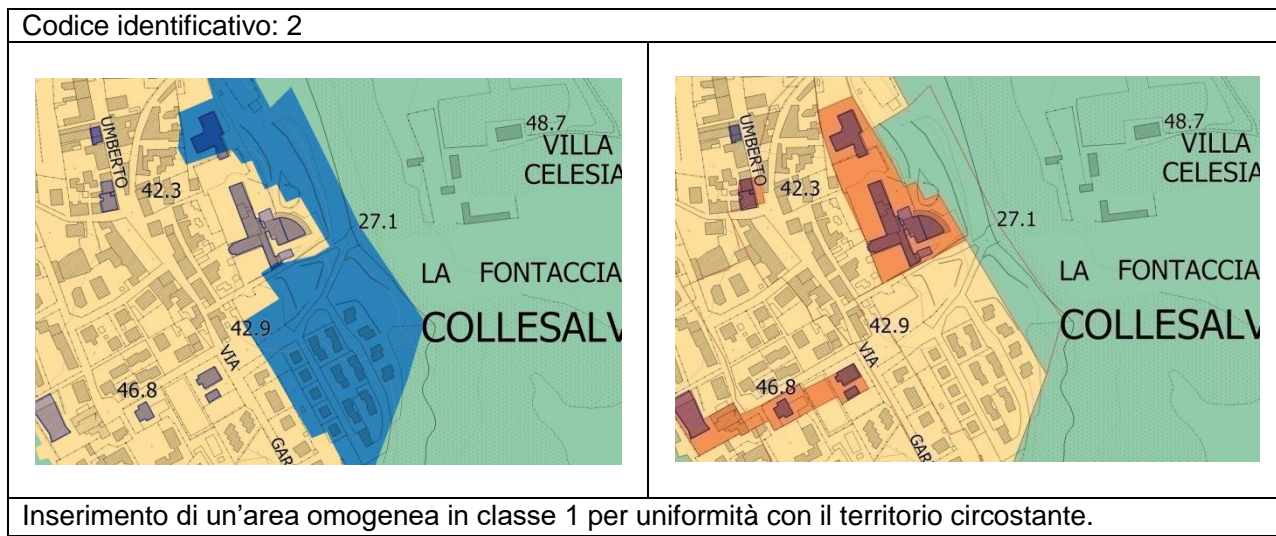 Codice identificativo: 2
UMBERTO
42.3
48.7
VILLA
CELESIA
27.1
LA FONTACCIA
42.9
COLLESALV
VIA
46.8
GAR
UMBERTO
42.3
48.7
VILLA
CELESIA
27.1
LA FONTACCIA
42.9
COLLESALV
VIA
46.8
GAR
Inserimento di un’area omogenea in classe 1 per uniformità con il territorio circostante.